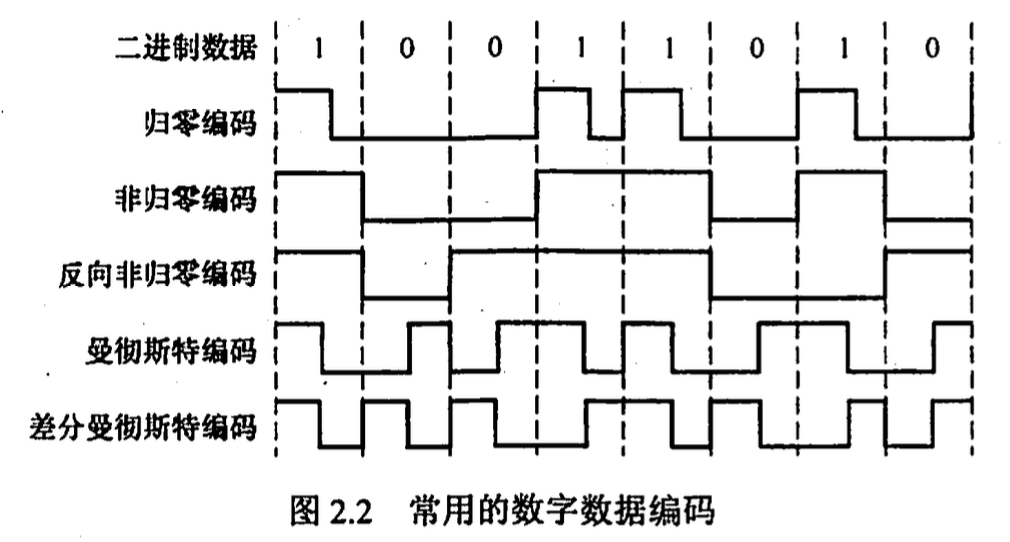 二进制数据 1 0 0 1 1 0 1 0
归零编码
非归零编码
反向非归零编码
曼彻斯特编码
差分曼彻斯特编码
图 2.2 常用的数字数据编码